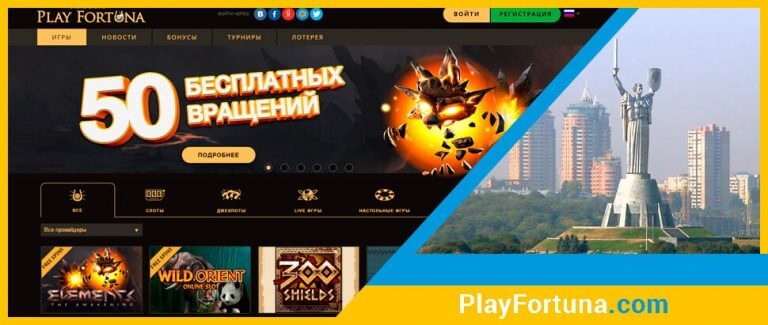 PLAY FORTUNA
ВОЙТИ ЧЕРЕЗ
ВОЙТИ
РЕГИСТРАЦИЯ
ИГРЫ НОВОСТИ БОНУСЫ ТУРНИРЫ ЛОТЕРЕЯ
50 БЕСПЛАТНЫХ
ВРАЩЕНИЙ
ПОДРОБНЕЕ
ВСЕ СЛОТЫ ДЖЕКПОТЫ LIVE ИГРЫ НАСТОЛЬНЫЕ ИГРЫ
Все провайдеры
FREE SPINS
ELEMENTS
THE AWAKENING
FREE SPINS
WILD ORIENT
ONLINE SLOT
300
SHIELDS
PlayFortuna.com